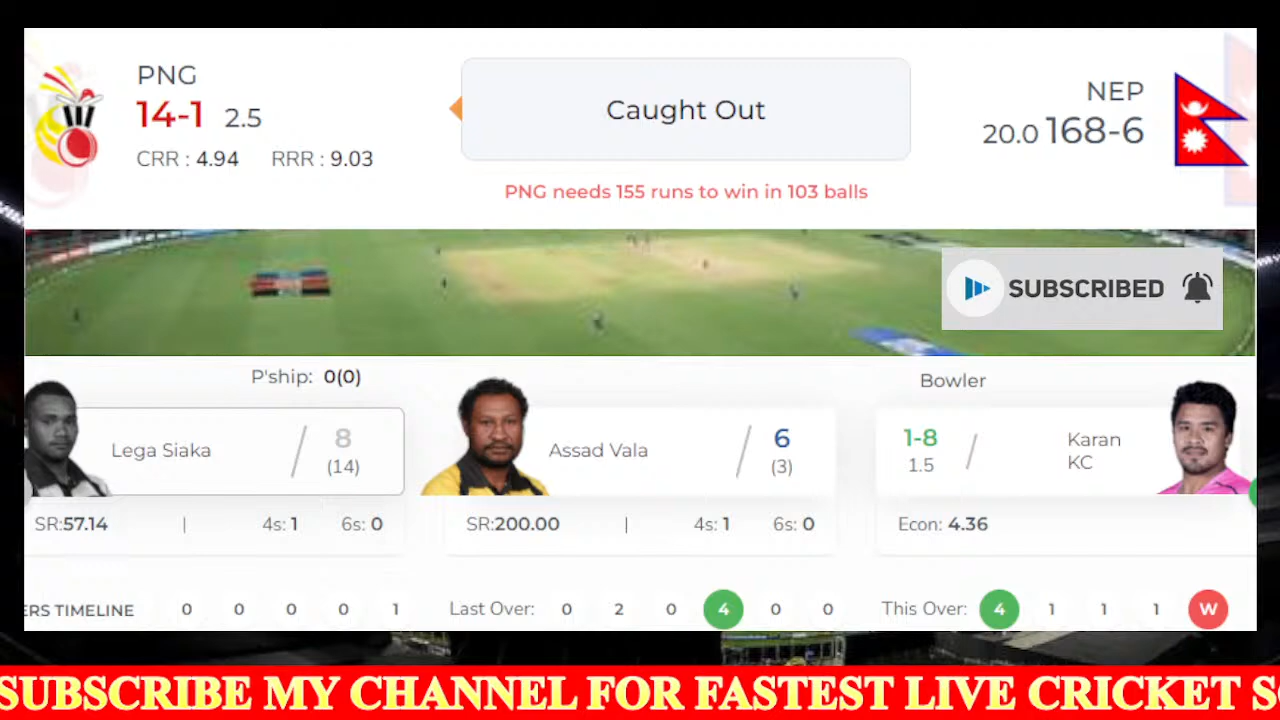 PNG
14-1 2.5
CRR : 4.94 RRR : 9.03
Caught Out
PNG needs 155 runs to win in 103 balls
NEP
20.0 168-6
SUBSCRIBED
P'ship: 0(0)
Bowler
Lega Siaka / 8
(14)
Assad Vala / 6
(3)
1-8
1.5 /
Karan
KC
SR:57.14 | 4s: 1 6s: 0
SR:200.00 | 4s: 1 6s: 0
Econ: 4.36
ERS TIMELINE 0 0 0 0 1 Last Over: 0 2 0 4 0 0 This Over: 4 1 1 1 W
SUBSCRIBE MY CHANNEL FOR FASTEST LIVE CRICKET S